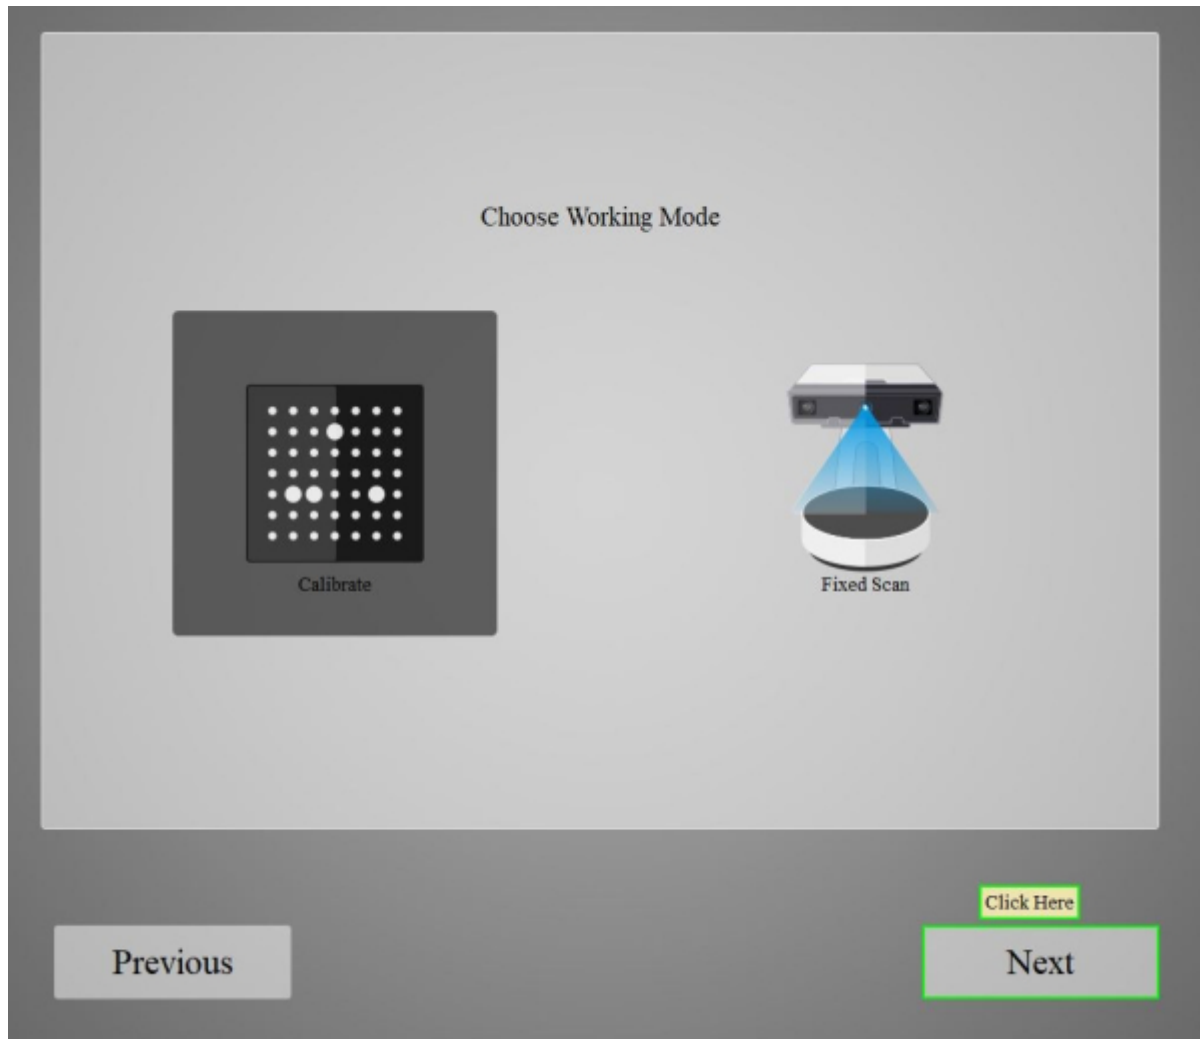 Choose Working Mode
Calibrate
Fixed Scan
Click Here
Previous
Next